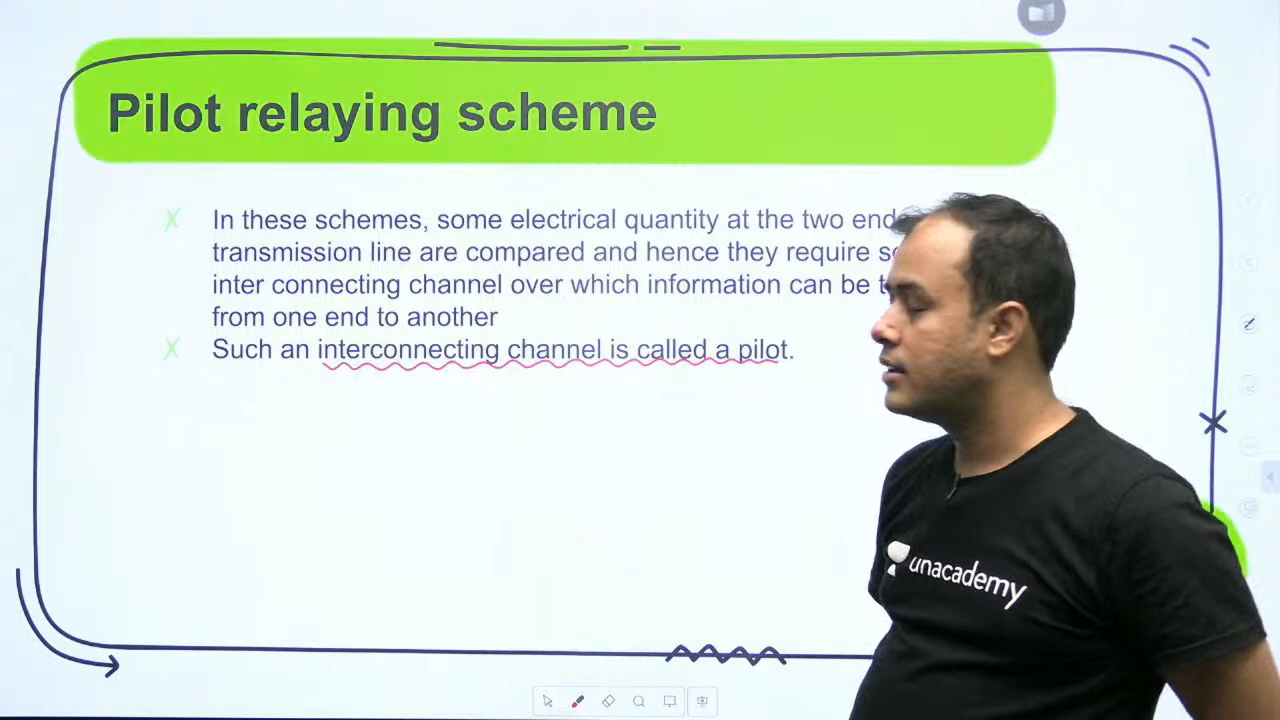 Pilot relaying scheme
In these schemes, some electrical quantity at the two
transmission line are compared and hence they require
inter connecting channel over which information can be
from one end to another
Such an interconnecting channel is called a pilot.
unacademy